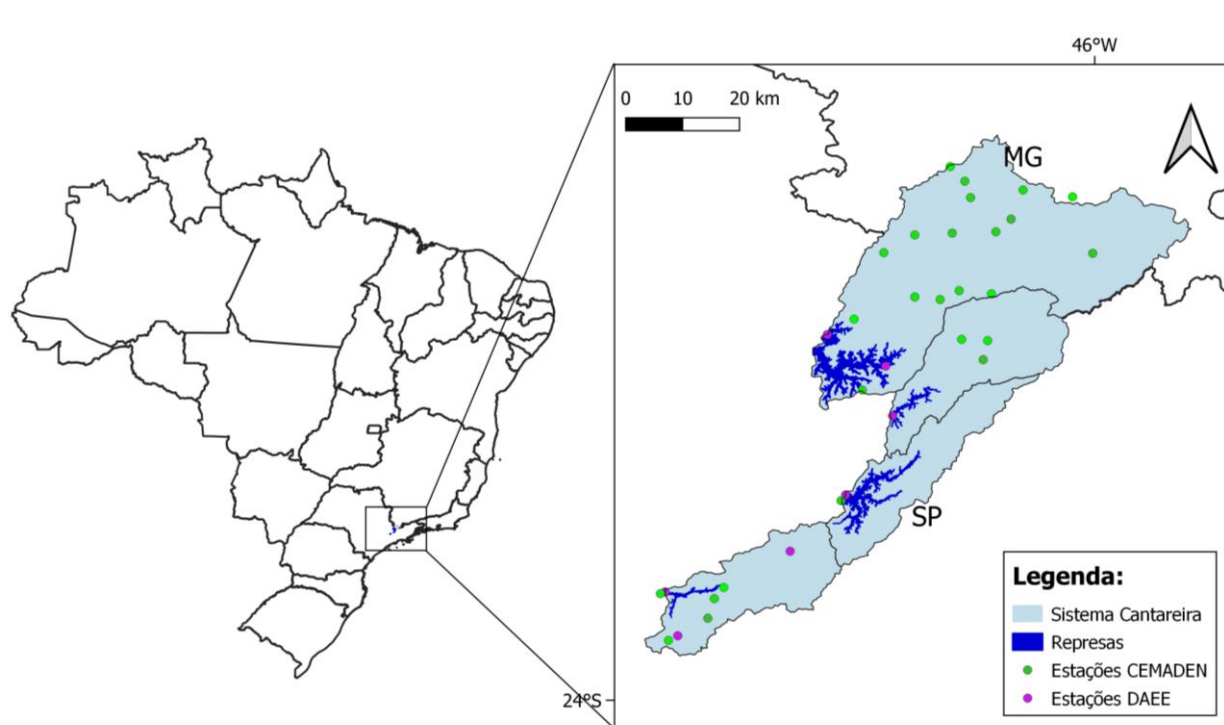 46°W
0 10 20 km
MG
SP
Legenda:
Sistema Cantareira
Represas
Estações CEMADEN
Estações DAEE
24°S